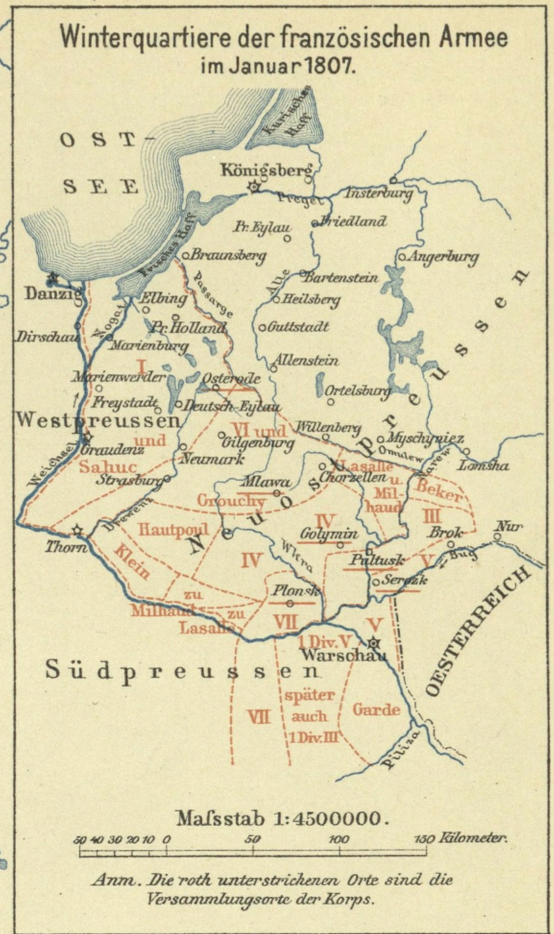 Winterquartiere der französischen Armee
im Januar 1807.
OST-
SEE
Kurisches Haff
Königsberg
Pregel
Insterburg
Friedland
Pr. Eylau
Frisches Haff
Braunsberg
Angerburg
Passarge
Alle
Bartenstein
Danzig
Elbing
Heilsberg
Nogat
Pr. Holland
Guttstadt
Dirschau
Marienburg
Allenstein
I.
Marienwerder
Osterode
Ortelsburg
Freystadt
Deutsch-Eylau
Westpreussen
VI und
Willenberg
Myschyniez
Graudenz
und
Gilgenburg
Omulew
Weichsel
Neumark
Narew
Lomsha
Saluc
Lasalle
u.
Mil-
haud
Strasburg
Mlawa
Chorzellen
Beker
Grouchy
III
Drewenz
Hautpoul
IV
Golymin
Brok
Nur
Thorn
Neuostpreussen
Klein
IV
Wkra
Pultusk
V
Bug
zu
Plonsk
Serozk
Milhaud
zu
Lasalle
VII
V
1 Div. V
Warschau
OESTERREICH
Südpreussen
VII
später
auch
1 Div. III
Garde
Piliza
Maſsstab 1:4500000.
50 40 30 20 10 0 50 100 150 Kilometer.
Anm. Die roth unterstrichenen Orte sind die
Versammlungsorte der Korps.